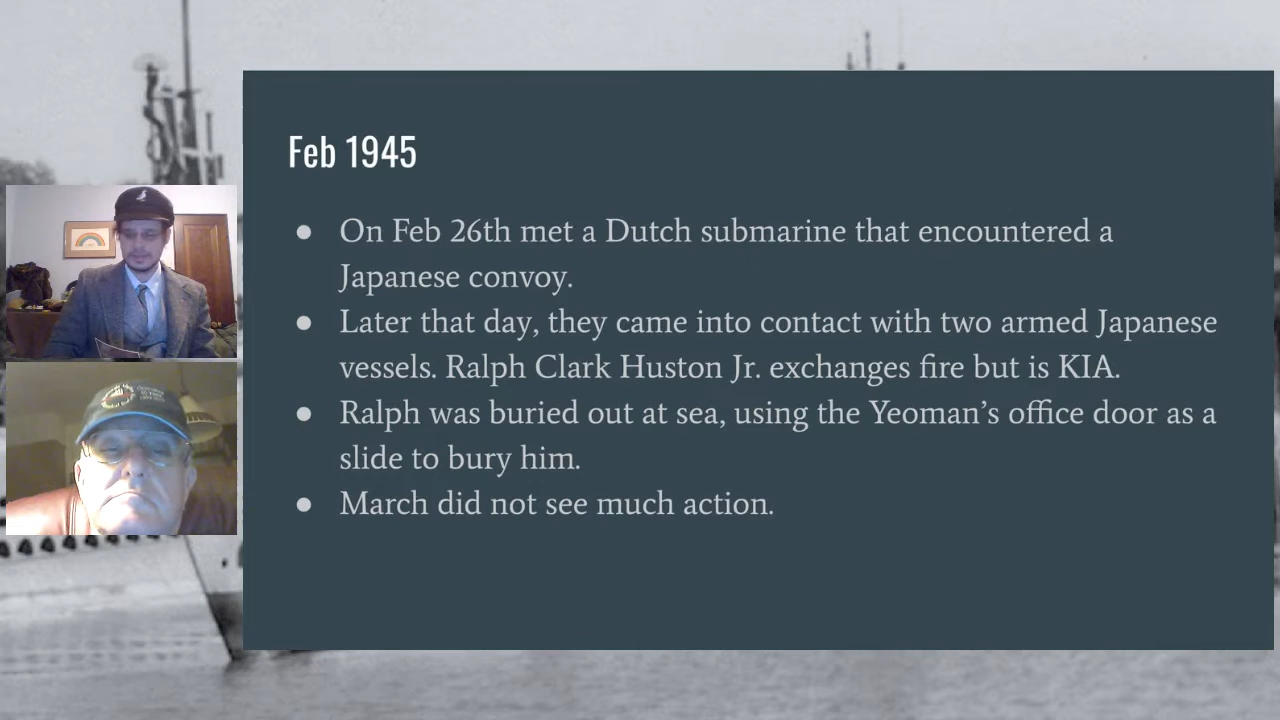 Feb 1945
● On Feb 26th met a Dutch submarine that encountered a
Japanese convoy.
● Later that day, they came into contact with two armed Japanese
vessels. Ralph Clark Huston Jr. exchanges fire but is KIA.
● Ralph was buried out at sea, using the Yeoman’s office door as a
slide to bury him.
● March did not see much action.